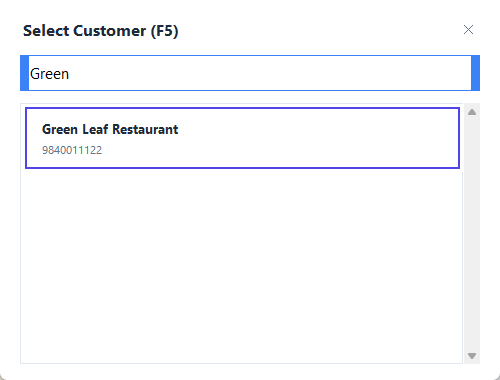 Select Customer (F5)
Green
Green Leaf Restaurant
9840011122